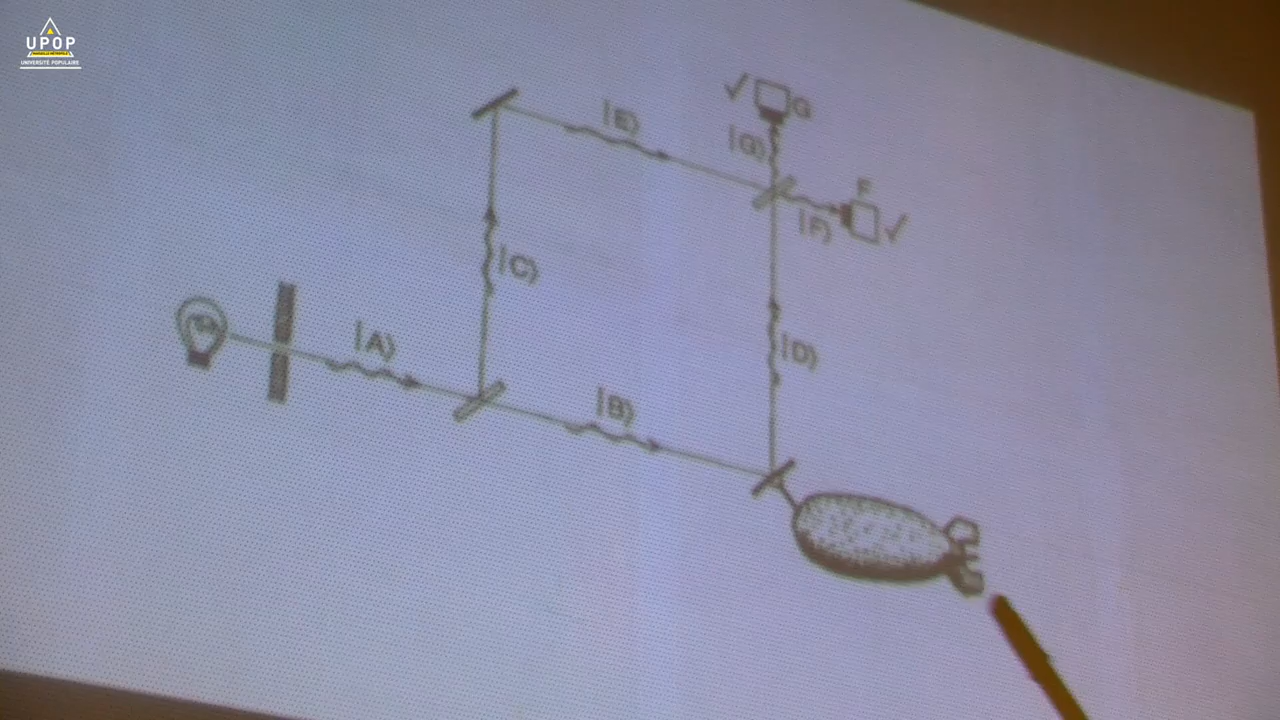 UPOP
UNIVERSITÉ POPULAIRE
G
|E⟩
|G⟩
F
|F⟩
|C⟩
|A⟩
|D⟩
|B⟩